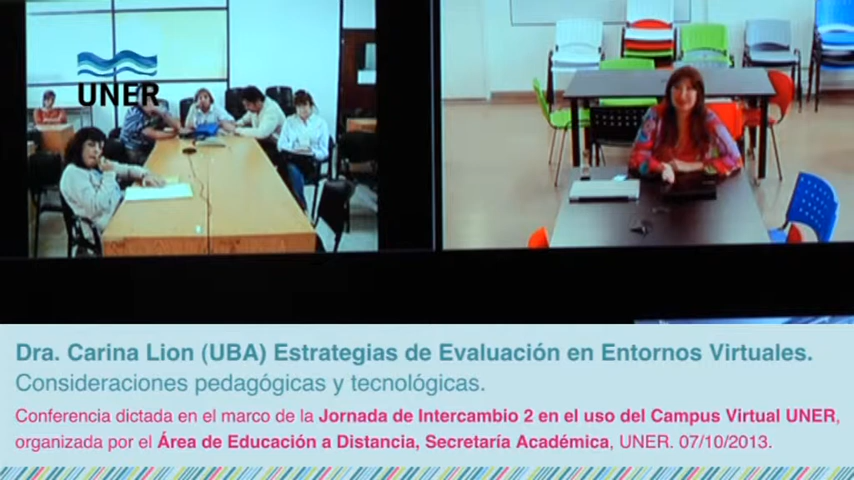 UNER
Dra. Carina Lion (UBA) Estrategias de Evaluación en Entornos Virtuales.
Consideraciones pedagógicas y tecnológicas.
Conferencia dictada en el marco de la Jornada de Intercambio 2 en el uso del Campus Virtual UNER,
organizada por el Área de Educación a Distancia, Secretaría Académica, UNER. 07/10/2013.